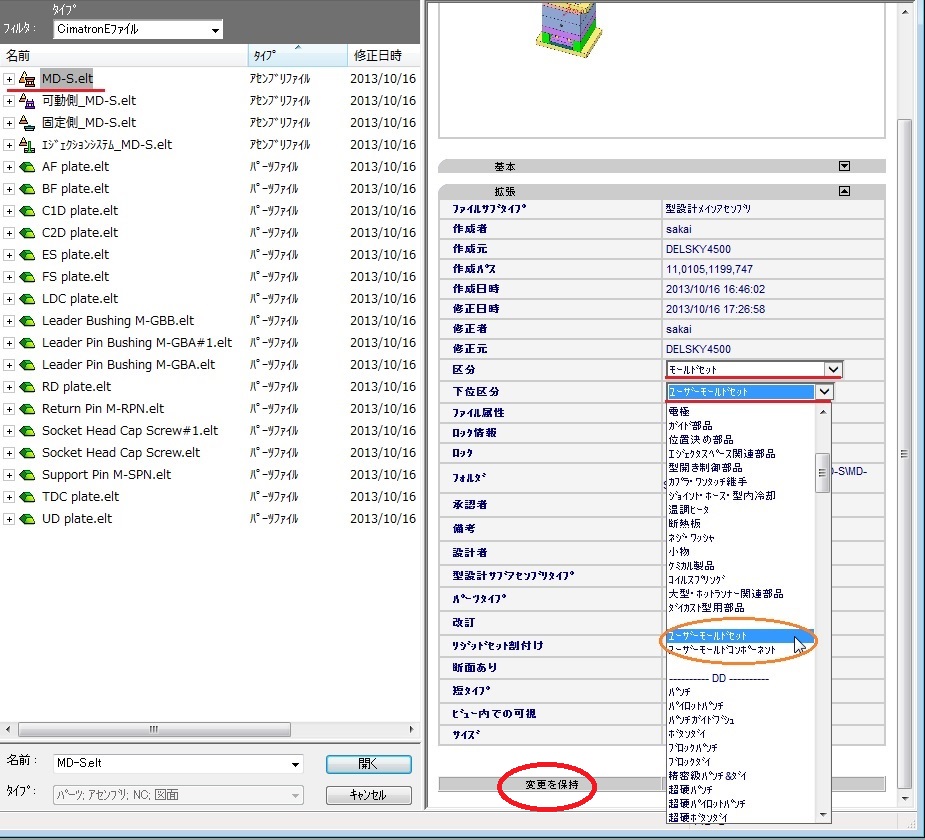 ﾀｲﾌﾟ
ﾌｨﾙﾀ :
CimatronEﾌｧｲﾙ
名前 ﾀｲﾌﾟ 修正日時
MD-S.elt ｱｾﾝﾌﾞﾘﾌｧｲﾙ 2013/10/16
可動側_MD-S.elt ｱｾﾝﾌﾞﾘﾌｧｲﾙ 2013/10/16
固定側_MD-S.elt ｱｾﾝﾌﾞﾘﾌｧｲﾙ 2013/10/16
ｴｼﾞｪｸｼｮﾝｼｽﾃﾑ_MD-S.elt ｱｾﾝﾌﾞﾘﾌｧｲﾙ 2013/10/16
AF plate.elt ﾊﾟｰﾂﾌｧｲﾙ 2013/10/16
BF plate.elt ﾊﾟｰﾂﾌｧｲﾙ 2013/10/16
C1D plate.elt ﾊﾟｰﾂﾌｧｲﾙ 2013/10/16
C2D plate.elt ﾊﾟｰﾂﾌｧｲﾙ 2013/10/16
ES plate.elt ﾊﾟｰﾂﾌｧｲﾙ 2013/10/16
FS plate.elt ﾊﾟｰﾂﾌｧｲﾙ 2013/10/16
LDC plate.elt ﾊﾟｰﾂﾌｧｲﾙ 2013/10/16
Leader Bushing M-GBB.elt ﾊﾟｰﾂﾌｧｲﾙ 2013/10/16
Leader Pin Bushing M-GBA#1.elt ﾊﾟｰﾂﾌｧｲﾙ 2013/10/16
Leader Pin Bushing M-GBA.elt ﾊﾟｰﾂﾌｧｲﾙ 2013/10/16
RD plate.elt ﾊﾟｰﾂﾌｧｲﾙ 2013/10/16
Return Pin M-RPN.elt ﾊﾟｰﾂﾌｧｲﾙ 2013/10/16
Socket Head Cap Screw#1.elt ﾊﾟｰﾂﾌｧｲﾙ 2013/10/16
Socket Head Cap Screw.elt ﾊﾟｰﾂﾌｧｲﾙ 2013/10/16
Support Pin M-SPN.elt ﾊﾟｰﾂﾌｧｲﾙ 2013/10/16
TDC plate.elt ﾊﾟｰﾂﾌｧｲﾙ 2013/10/16
UD plate.elt ﾊﾟｰﾂﾌｧｲﾙ 2013/10/16
名前 : MD-S.elt 開く
ﾀｲﾌﾟ: ﾊﾟｰﾂ; ｱｾﾝﾌﾞﾘ; NC; 図面 ｷｬﾝｾﾙ
基本
拡張
ﾌｧｲﾙｻﾌﾞﾀｲﾌﾟ 型設計ﾒｲﾝｱｾﾝﾌﾞﾘ
作成者 sakai
作成元 DELSKY4500
作成ﾊﾟｽ 11,0105,1199,747
作成日時 2013/10/16 16:46:02
修正日時 2013/10/16 17:26:58
修正者 sakai
修正元 DELSKY4500
区分 ﾓｰﾙﾄﾞｾｯﾄ
下位区分 ﾕｰｻﾞｰﾓｰﾙﾄﾞｾｯﾄ
ﾌｧｲﾙ属性
ﾛｯｸ情報
ﾛｯｸ
ﾌｫﾙﾀﾞ D-S\MD-
承認者
備考
設計者
型設計ｻﾌﾞｱｾﾝﾌﾞﾘﾀｲﾌﾟ
ﾊﾟｰﾂﾀｲﾌﾟ
改訂
ﾘｼﾞｯﾄﾞｾｯﾄ割付け
断面あり
短ﾀｲﾌﾟ
ﾋﾞｭｰ内での可視
ｻｲｽﾞ
電極
ｶﾞｲﾄﾞ部品
位置決め部品
ｴｼﾞｪｸﾀｽﾍﾟｰｽ関連部品
型開き制御部品
ｶﾌﾟﾗ･ﾜﾝﾀｯﾁ継手
ｼﾞｮｲﾝﾄ･ﾎｰｽ･型内冷却
温調ﾋｰﾀ
断熱板
ﾈｼﾞ･ﾜｯｼｬ
小物
ｹﾐｶﾙ製品
ｺｲﾙｽﾌﾟﾘﾝｸﾞ
大型･ﾎｯﾄﾗﾝﾅｰ関連部品
ﾀﾞｲｶｽﾄ型用部品
ﾕｰｻﾞｰﾓｰﾙﾄﾞｾｯﾄ
ﾕｰｻﾞｰﾓｰﾙﾄﾞｺﾝﾎﾟｰﾈﾝﾄ
---------- DD ----------
ﾊﾟﾝﾁ
ﾊﾟｲﾛｯﾄﾊﾟﾝﾁ
ﾊﾟﾝﾁｶﾞｲﾄﾞﾌﾞｼｭ
ﾎﾞﾀﾝﾀﾞｲ
ﾌﾞﾛｯｸﾊﾟﾝﾁ
ﾌﾞﾛｯｸﾀﾞｲ
精密級ﾊﾟﾝﾁ&ﾀﾞｲ
超硬ﾊﾟﾝﾁ
超硬ﾊﾟｲﾛｯﾄﾊﾟﾝﾁ
超硬ﾎﾞﾀﾝﾀﾞｲ
変更を保持